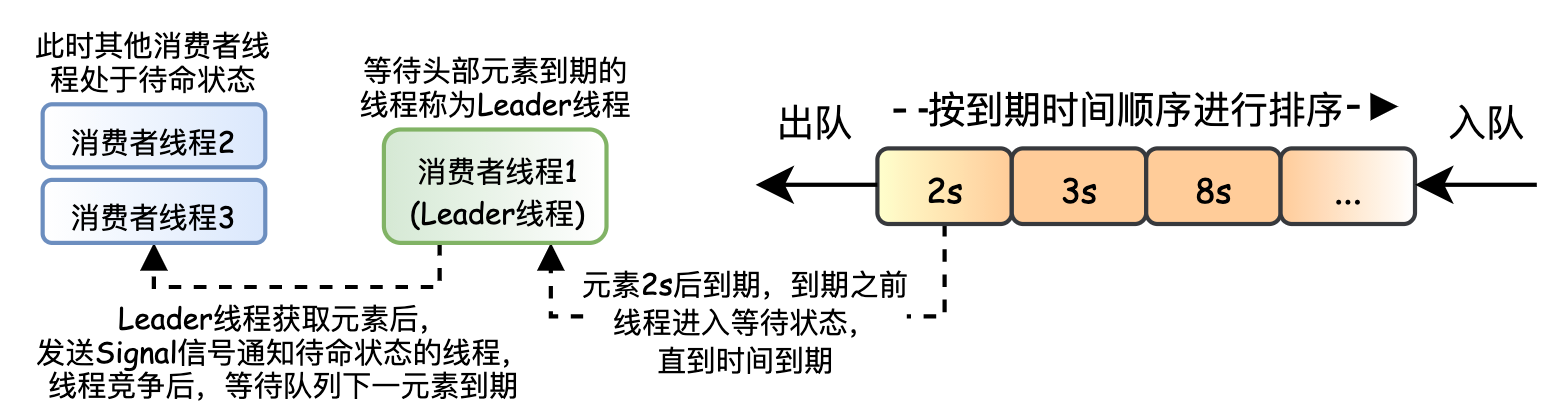 此时其他消费者线
程处于待命状态
消费者线程2
消费者线程3
等待头部元素到期的
线程称为Leader线程
消费者线程1
(Leader线程)
出队
按到期时间顺序进行排序
入队
2s
3s
8s
...
元素2s后到期，到期之前
线程进入等待状态，
直到时间到期
Leader线程获取元素后，
发送Signal信号通知待命状态的线程，
线程竞争后，等待队列下一元素到期